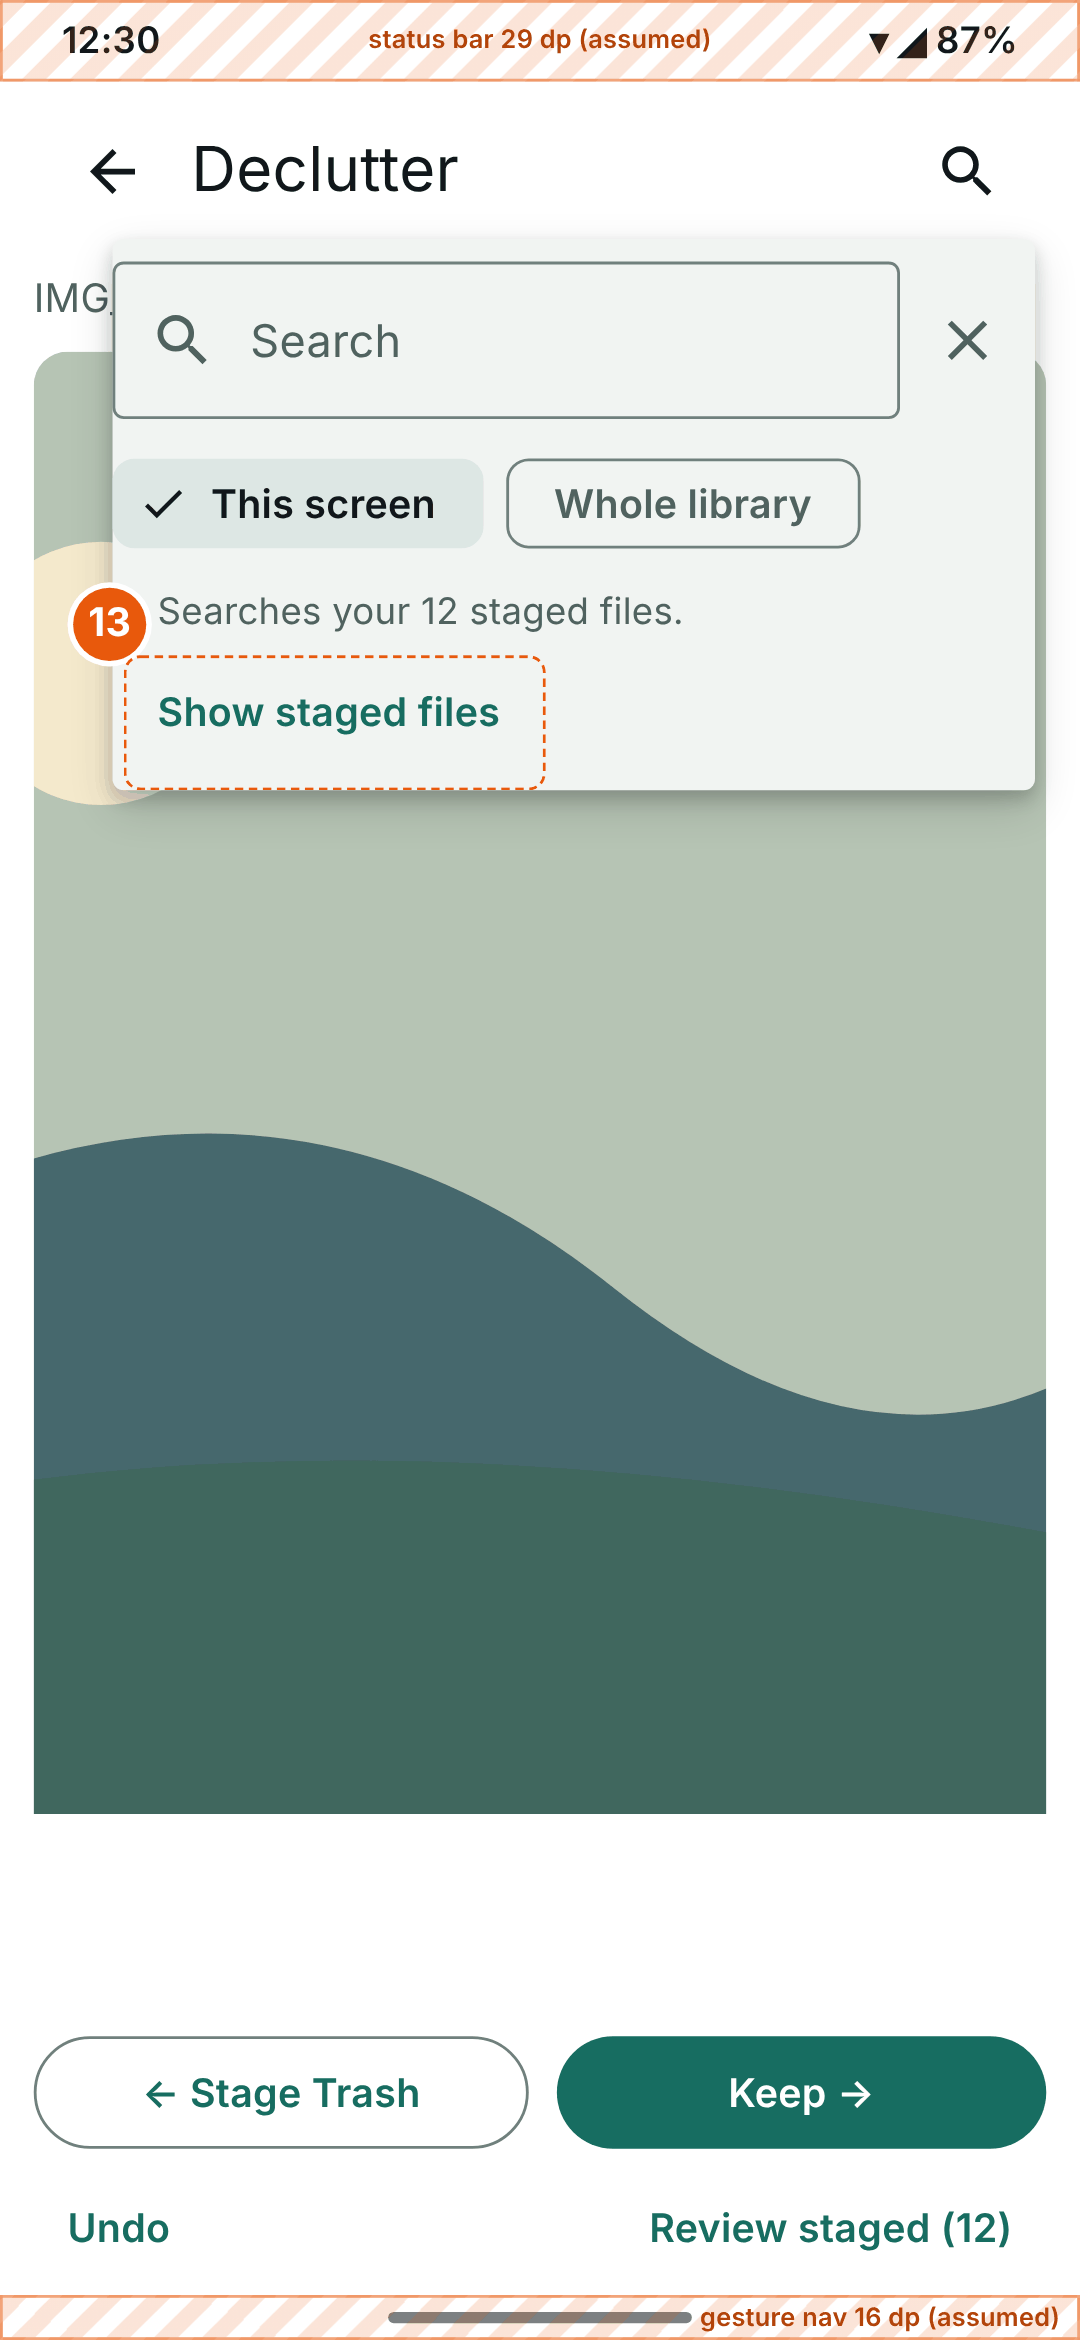 12:30 status bar 29 dp (assumed) 87%
Declutter
IMG_
Search
This screen Whole library
13 Searches your 12 staged files.
Show staged files
← Stage Trash Keep →
Undo Review staged (12)
gesture nav 16 dp (assumed)